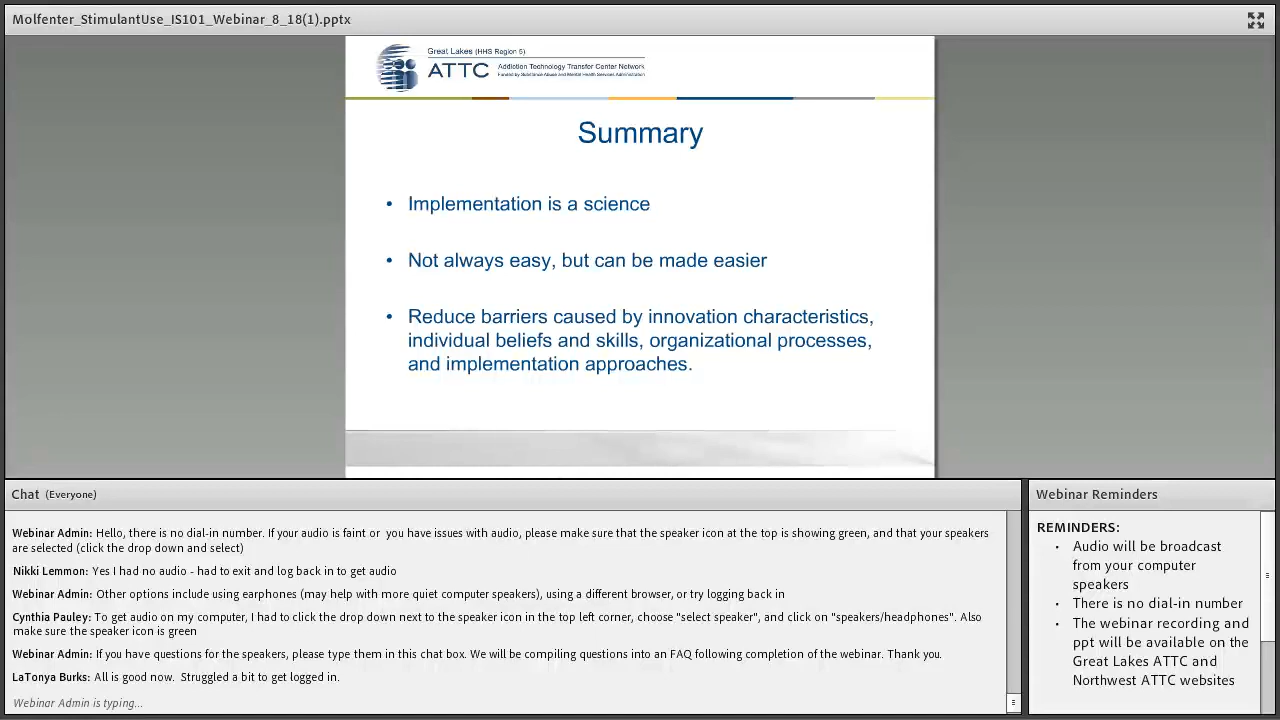 Molfenter_StimulantUse_IS101_Webinar_8_18(1).pptx
Great Lakes (HHS Region 5)
ATTC
Addiction Technology Transfer Center Network
Funded by Substance Abuse and Mental Health Services Administration
Summary
• Implementation is a science
• Not always easy, but can be made easier
• Reduce barriers caused by innovation characteristics,
individual beliefs and skills, organizational processes,
and implementation approaches.
Chat (Everyone)
Webinar Admin: Hello, there is no dial-in number. If your audio is faint or you have issues with audio, please make sure that the speaker icon at the top is showing green, and that your speakers
are selected (click the drop down and select)
Nikki Lemmon: Yes I had no audio - had to exit and log back in to get audio
Webinar Admin: Other options include using earphones (may help with more quiet computer speakers), using a different browser, or try logging back in
Cynthia Pauley: To get audio on my computer, I had to click the drop down next to the speaker icon in the top left corner, choose "select speaker", and click on "speakers/headphones". Also
make sure the speaker icon is green
Webinar Admin: If you have questions for the speakers, please type them in this chat box. We will be compiling questions into an FAQ following completion of the webinar. Thank you.
LaTonya Burks: All is good now. Struggled a bit to get logged in.
Webinar Admin is typing...
Webinar Reminders
REMINDERS:
• Audio will be broadcast
from your computer
speakers
• There is no dial-in number
• The webinar recording and
ppt will be available on the
Great Lakes ATTC and
Northwest ATTC websites